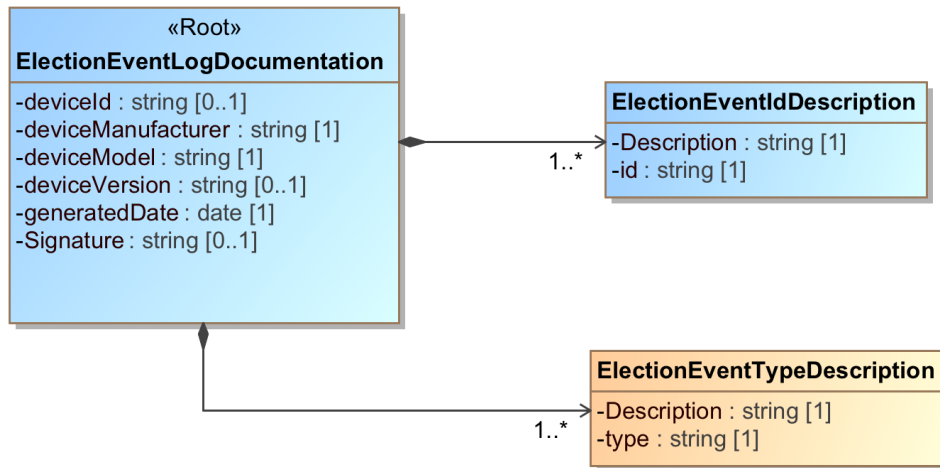 «Root»
ElectionEventLogDocumentation
-deviceId : string [0..1]
-deviceManufacturer : string [1]
-deviceModel : string [1]
-deviceVersion : string [0..1]
-generatedDate : date [1]
-Signature : string [0..1]
1..*
ElectionEventIdDescription
-Description : string [1]
-id : string [1]
1..*
ElectionEventTypeDescription
-Description : string [1]
-type : string [1]